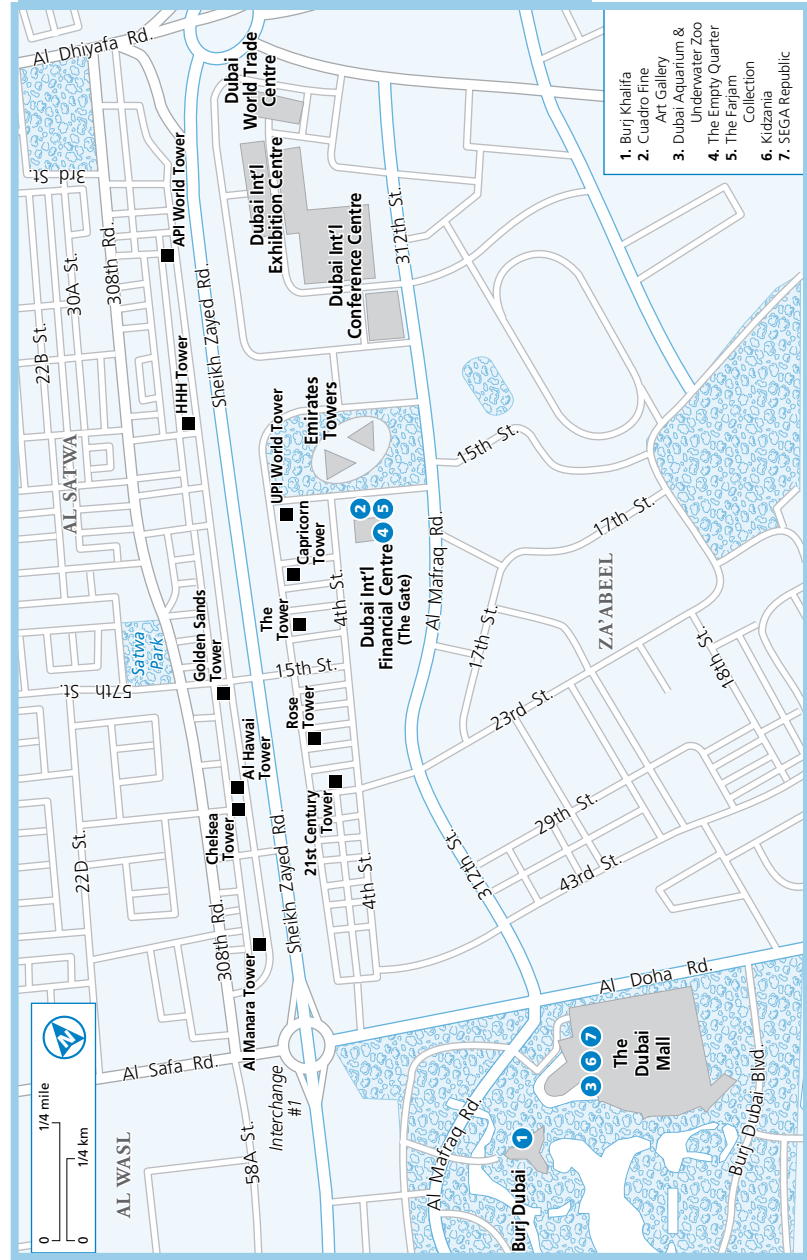 Al Dhiyafa Rd.
3rd St.
API World Tower
30A St.
308th Rd.
22B St.
HHH Tower
Sheikh Zayed Rd.
AL SATWA
Dubai
World Trade
Centre
Dubai Int'l
Exhibition Centre
Dubai Int'l
Conference Centre
312th St.
1. Burj Khalifa
2. Cuadro Fine
Art Gallery
3. Dubai Aquarium &
Underwater Zoo
4. The Empty Quarter
5. The Farjam
Collection
6. Kidzania
7. SEGA Republic
UPI World Tower
Emirates
Towers
Capricorn
Tower
2
4
5
Dubai Int'l
Financial Centre
(The Gate)
4th St.
The
Tower
15th St.
Al Mafraq Rd.
15th St.
17th St.
17th St.
ZA'ABEEL
18th St.
23rd St.
Satwa
Park
57th St.
Golden Sands
Tower
Al Hawai
Tower
Chelsea
Tower
Rose
Tower
21st Century
Tower
4th St.
22D St.
308th Rd.
Sheikh Zayed Rd.
Al Manara Tower
312th St.
29th St.
43rd St.
Al Doha Rd.
Al Safa Rd.
Interchange
#1
58A St.
AL WASL
0
1/4 mile
0
1/4 km
N
Al Mafraq Rd.
Burj Dubai
1
3
6
7
The
Dubai
Mall
Burj Dubai Blvd.